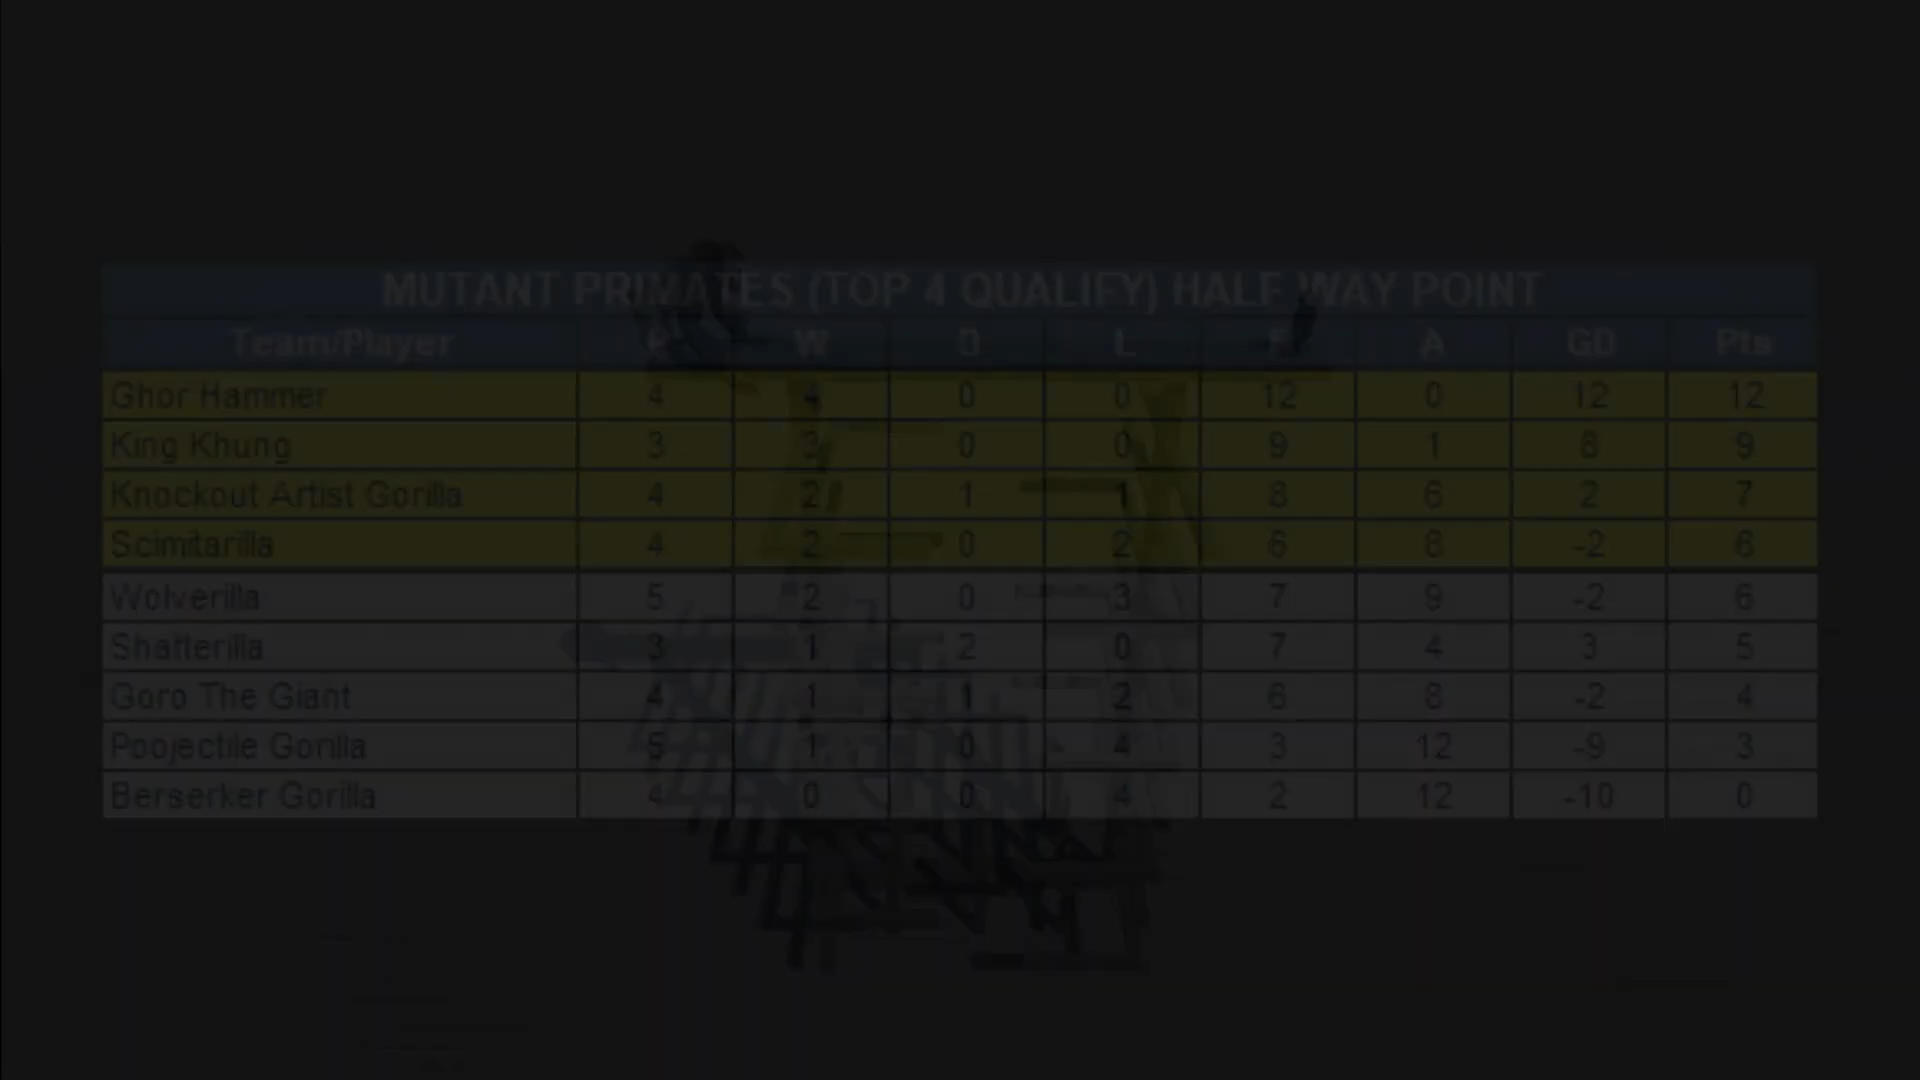 MUTANT PRIMATES (TOP 4 QUALIFY) HALF WAY POINT
Team/Player P W D L F A GD Pts
Ghor Hammer 4 4 0 0 12 0 12 12
King Khung 3 3 0 0 9 1 8 9
Knockout Artist Gorilla 4 2 1 1 8 6 2 7
Scimitarilla 4 2 0 2 6 8 -2 6
Wolverilla 5 2 0 3 7 9 -2 6
Shatterilla 3 1 2 0 7 4 3 5
Goro The Giant 4 1 1 2 6 8 -2 4
Poojectile Gorilla 5 1 0 4 3 12 -9 3
Berserker Gorilla 4 0 0 4 2 12 -10 0